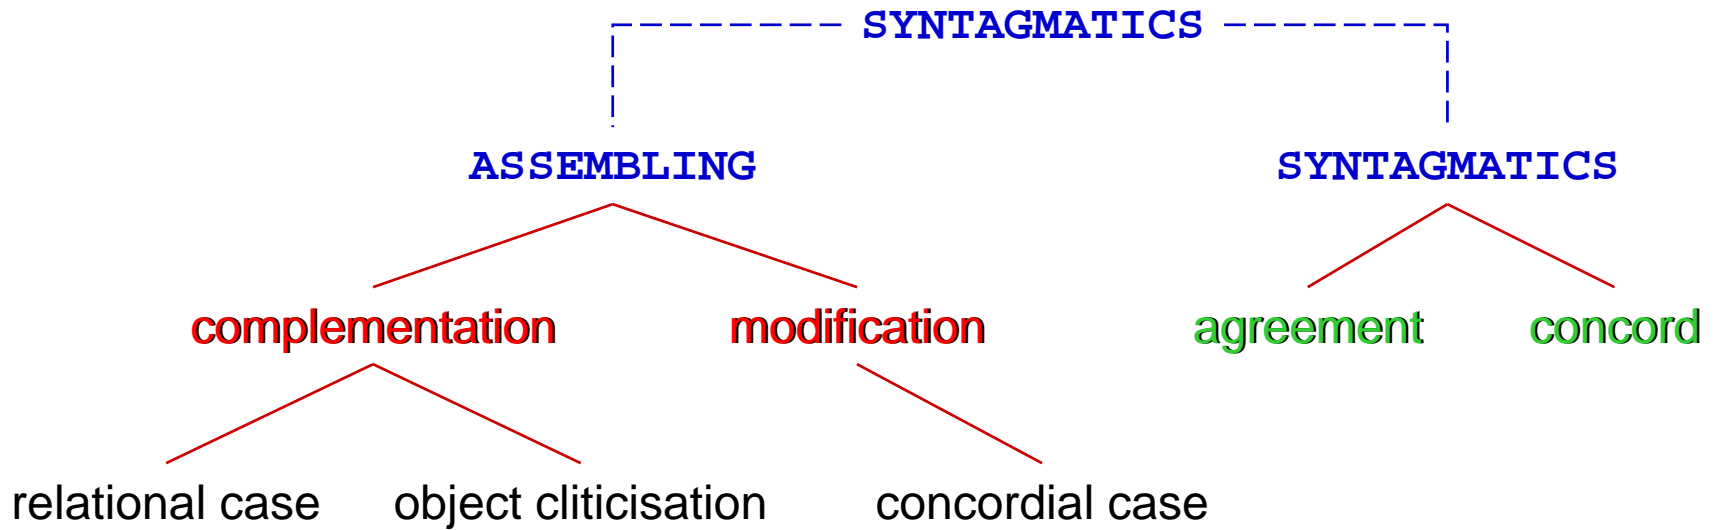 SYNTAGMATICS
ASSEMBLING SYNTAGMATICS
complementation modification agreement concord
relational case object cliticisation concordial case